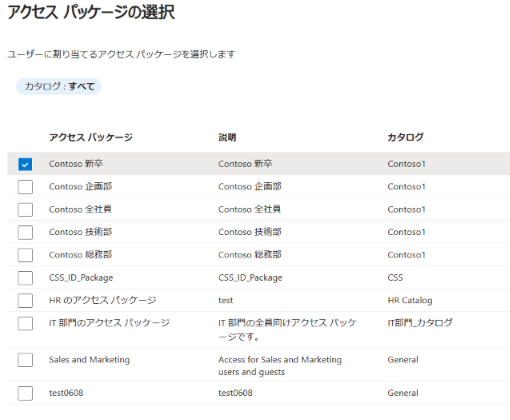 アクセス パッケージの選択
ユーザーに割り当てるアクセス パッケージを選択します
カタログ : すべて
アクセス パッケージ 説明 カタログ
Contoso 新卒 Contoso 新卒 Contoso1
Contoso 企画部 Contoso 企画部 Contoso1
Contoso 全社員 Contoso 全社員 Contoso1
Contoso 技術部 Contoso 技術部 Contoso1
Contoso 総務部 Contoso 総務部 Contoso1
CSS_ID_Package CSS_ID_Package CSS
HR のアクセス パッケージ test HR Catalog
IT 部門のアクセス パッケージ IT 部門の全員向けアクセス パッケ IT部門_カタログ
ージです。
Sales and Marketing Access for Sales and Marketing General
users and guests
test0608 test0608 General